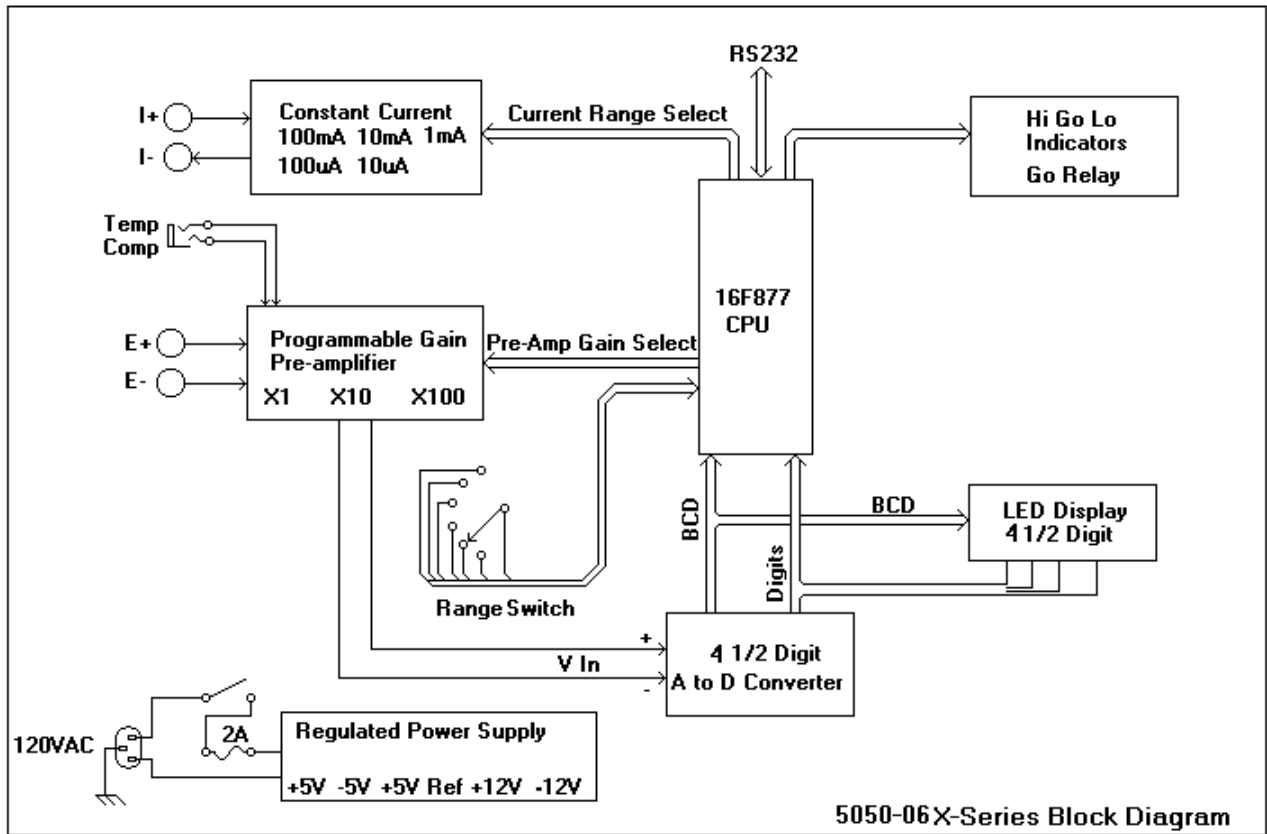 RS232
I+
I-
Constant Current
100mA 10mA 1mA
100uA 10uA
Current Range Select
Hi Go Lo
Indicators
Go Relay
Temp
Comp
16F877
CPU
E+
E-
Programmable Gain
Pre-amplifier
X1 X10 X100
Pre-Amp Gain Select
Range Switch
BCD
Digits
BCD
LED Display
4 1/2 Digit
+
V In
-
4 1/2 Digit
A to D Converter
120VAC
2A
Regulated Power Supply
+5V -5V +5V Ref +12V -12V
5050-06 X-Series Block Diagram